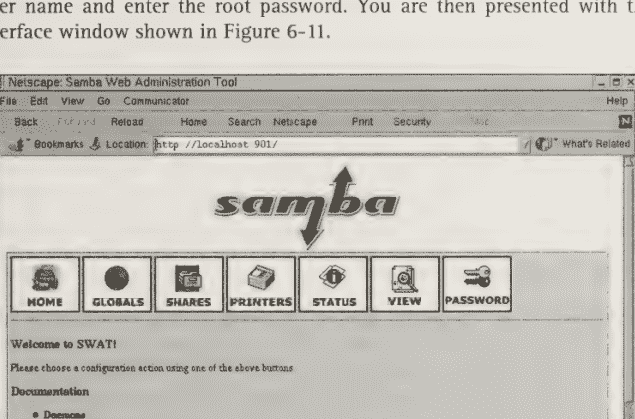 er name and enter the root password. You are then presented with t
erface window shown in Figure 6-11.
Netscape: Samba Web Administration Tool
File Edit View Go Communicator Help
Back Reload Home Search Netscape Print Security
Bookmarks Location: http //localhost 901/ What's Related
samba
HOME GLOBALS SHARES PRINTERS STATUS VIEW PASSWORD
Welcome to SWAT!
Please choose a configuration action using one of the above buttons
Documentation
• Daemons